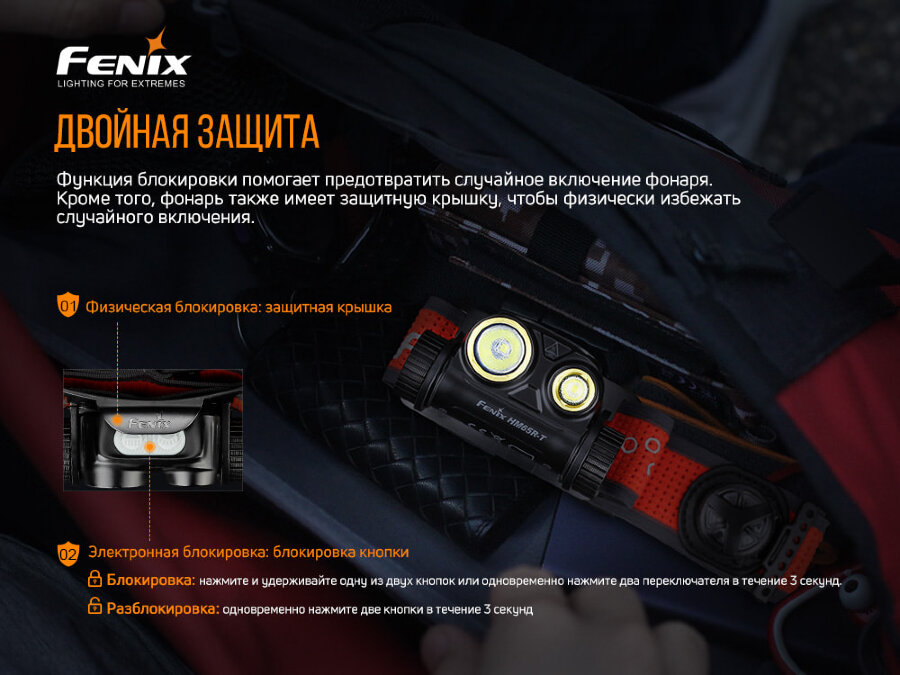 FENIX
LIGHTING FOR EXTREMES
ДВОЙНАЯ ЗАЩИТА
Функция блокировки помогает предотвратить случайное включение фонаря.
Кроме того, фонарь также имеет защитную крышку, чтобы физически избежать
случайного включения.
01 Физическая блокировка: защитная крышка
FENIX HM65R-T
FENIX
02 Электронная блокировка: блокировка кнопки
Блокировка: нажмите и удерживайте одну из двух кнопок или одновременно нажмите два переключателя в течение 3 секунд.
Разблокировка: одновременно нажмите две кнопки в течение 3 секунд